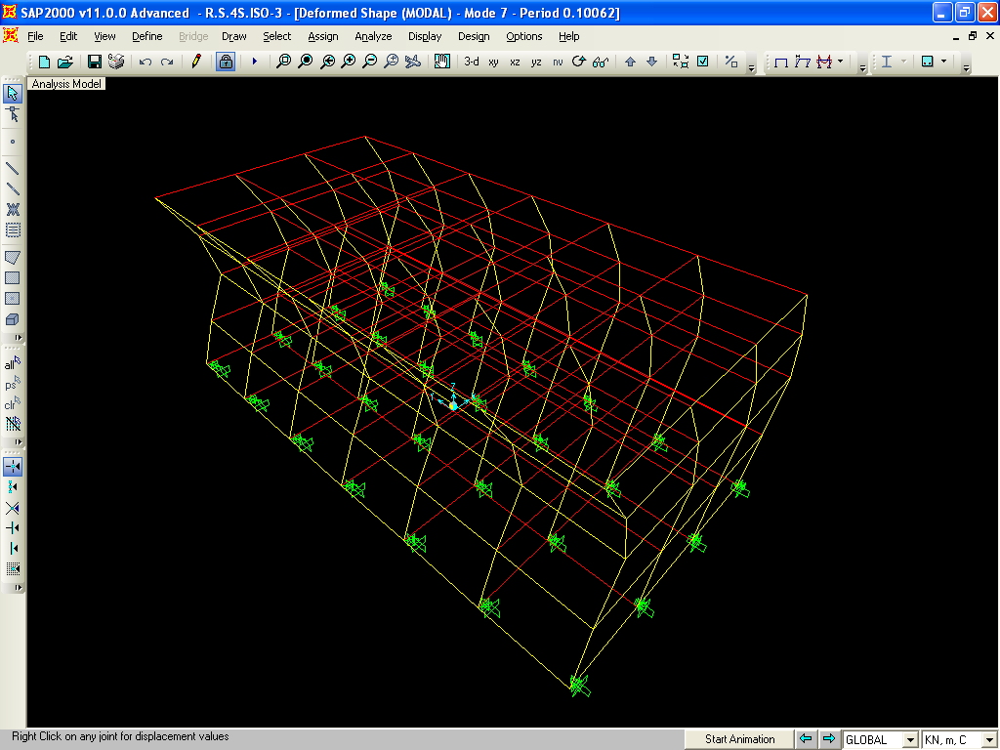 SAP2000 v11.0.0 Advanced - R.S.4S.ISO-3 - [Deformed Shape (MODAL) - Mode 7 - Period 0.10062]
File Edit View Define Bridge Draw Select Assign Analyze Display Design Options Help
3-d xy xz yz nv
Analysis Model
all
ps
clr
Z
Right Click on any joint for displacement values
Start Animation
GLOBAL
KN, m, C